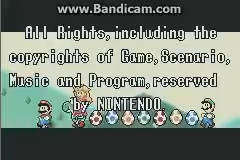 www.Bandicam.com
All Rights,including the
copyrights of Game,Scenario,
Music and Program,reserved
by NINTENDO.